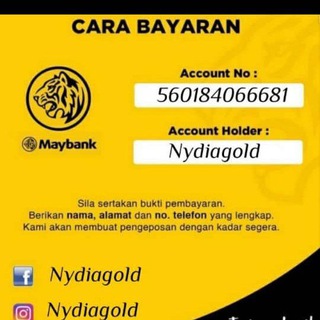 CARA BAYARAN
Account No :
560184066681
Maybank
Account Holder :
Nydiagold
Sila sertakan bukti pembayaran.
Berikan nama, alamat dan no. telefon yang lengkap.
Kami akan membuat pengeposan dengan kadar segera.
Nydiagold
Nydiagold